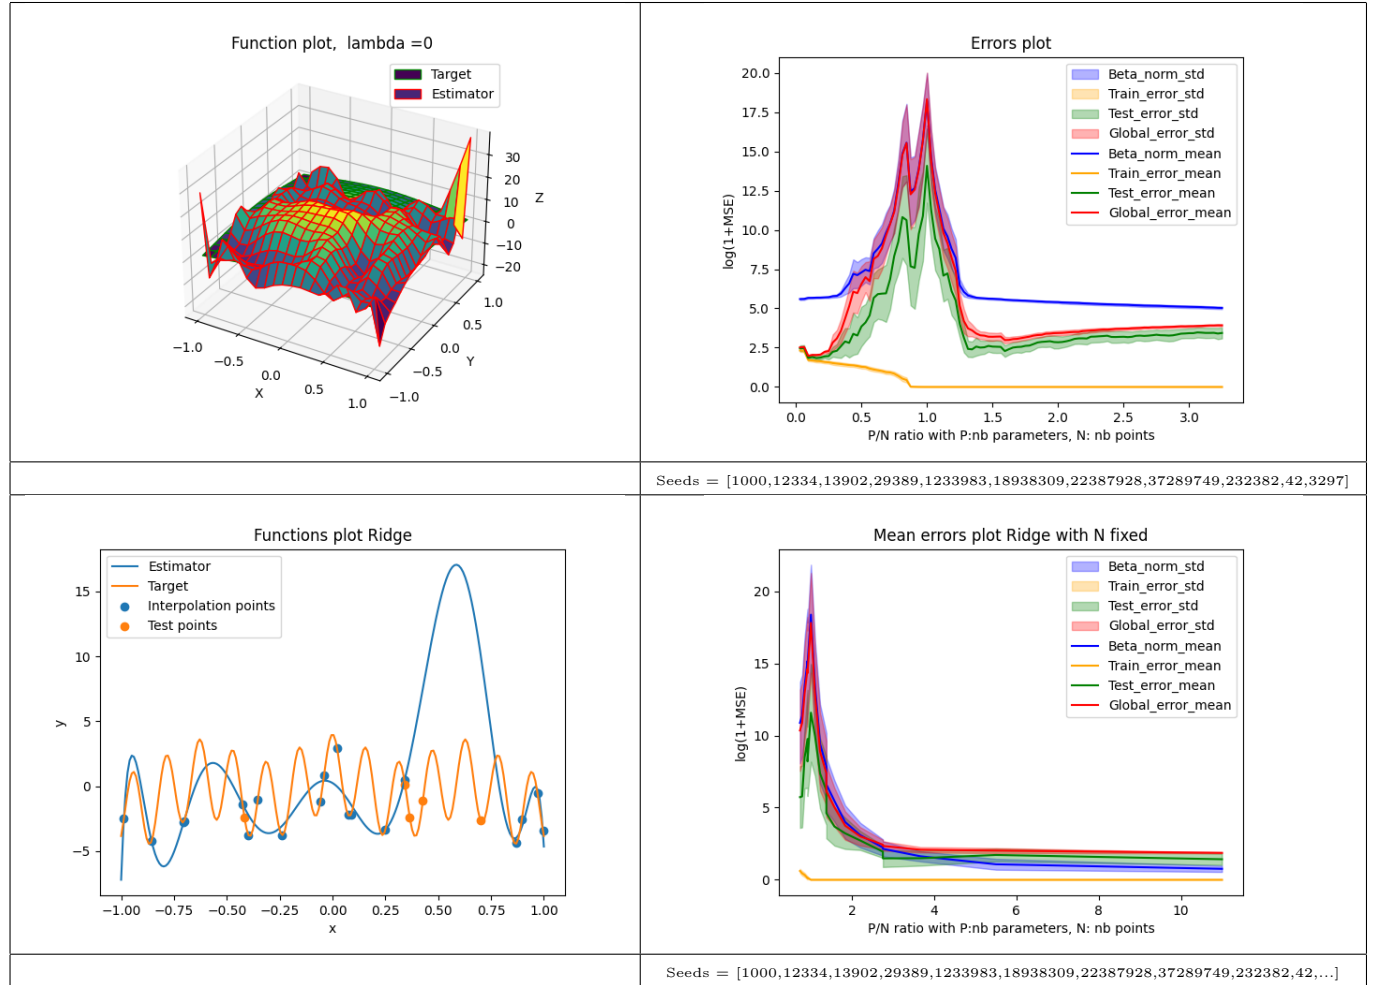 Function plot,  lambda =0
Target
Estimator
30
20
10
0
−10
−20
Z
1.0
0.5
0.0
−0.5
−1.0
Y
−1.0
−0.5
0.0
0.5
1.0
X
Errors plot
20.0
17.5
15.0
12.5
10.0
7.5
5.0
2.5
0.0
log(1+MSE)
Beta_norm_std
Train_error_std
Test_error_std
Global_error_std
Beta_norm_mean
Train_error_mean
Test_error_mean
Global_error_mean
0.0 0.5 1.0 1.5 2.0 2.5 3.0
P/N ratio with P:nb parameters, N: nb points
Seeds = [1000,12334,13902,29389,1233983,18938309,22387928,37289749,232382,42,3297]
Functions plot Ridge
Estimator
Target
Interpolation points
Test points
15
10
5
0
−5
y
−1.00 −0.75 −0.50 −0.25 0.00 0.25 0.50 0.75 1.00
x
Mean errors plot Ridge with N fixed
20
15
10
5
0
log(1+MSE)
Beta_norm_std
Train_error_std
Test_error_std
Global_error_std
Beta_norm_mean
Train_error_mean
Test_error_mean
Global_error_mean
2 4 6 8 10
P/N ratio with P:nb parameters, N: nb points
Seeds = [1000,12334,13902,29389,1233983,18938309,22387928,37289749,232382,42,...]